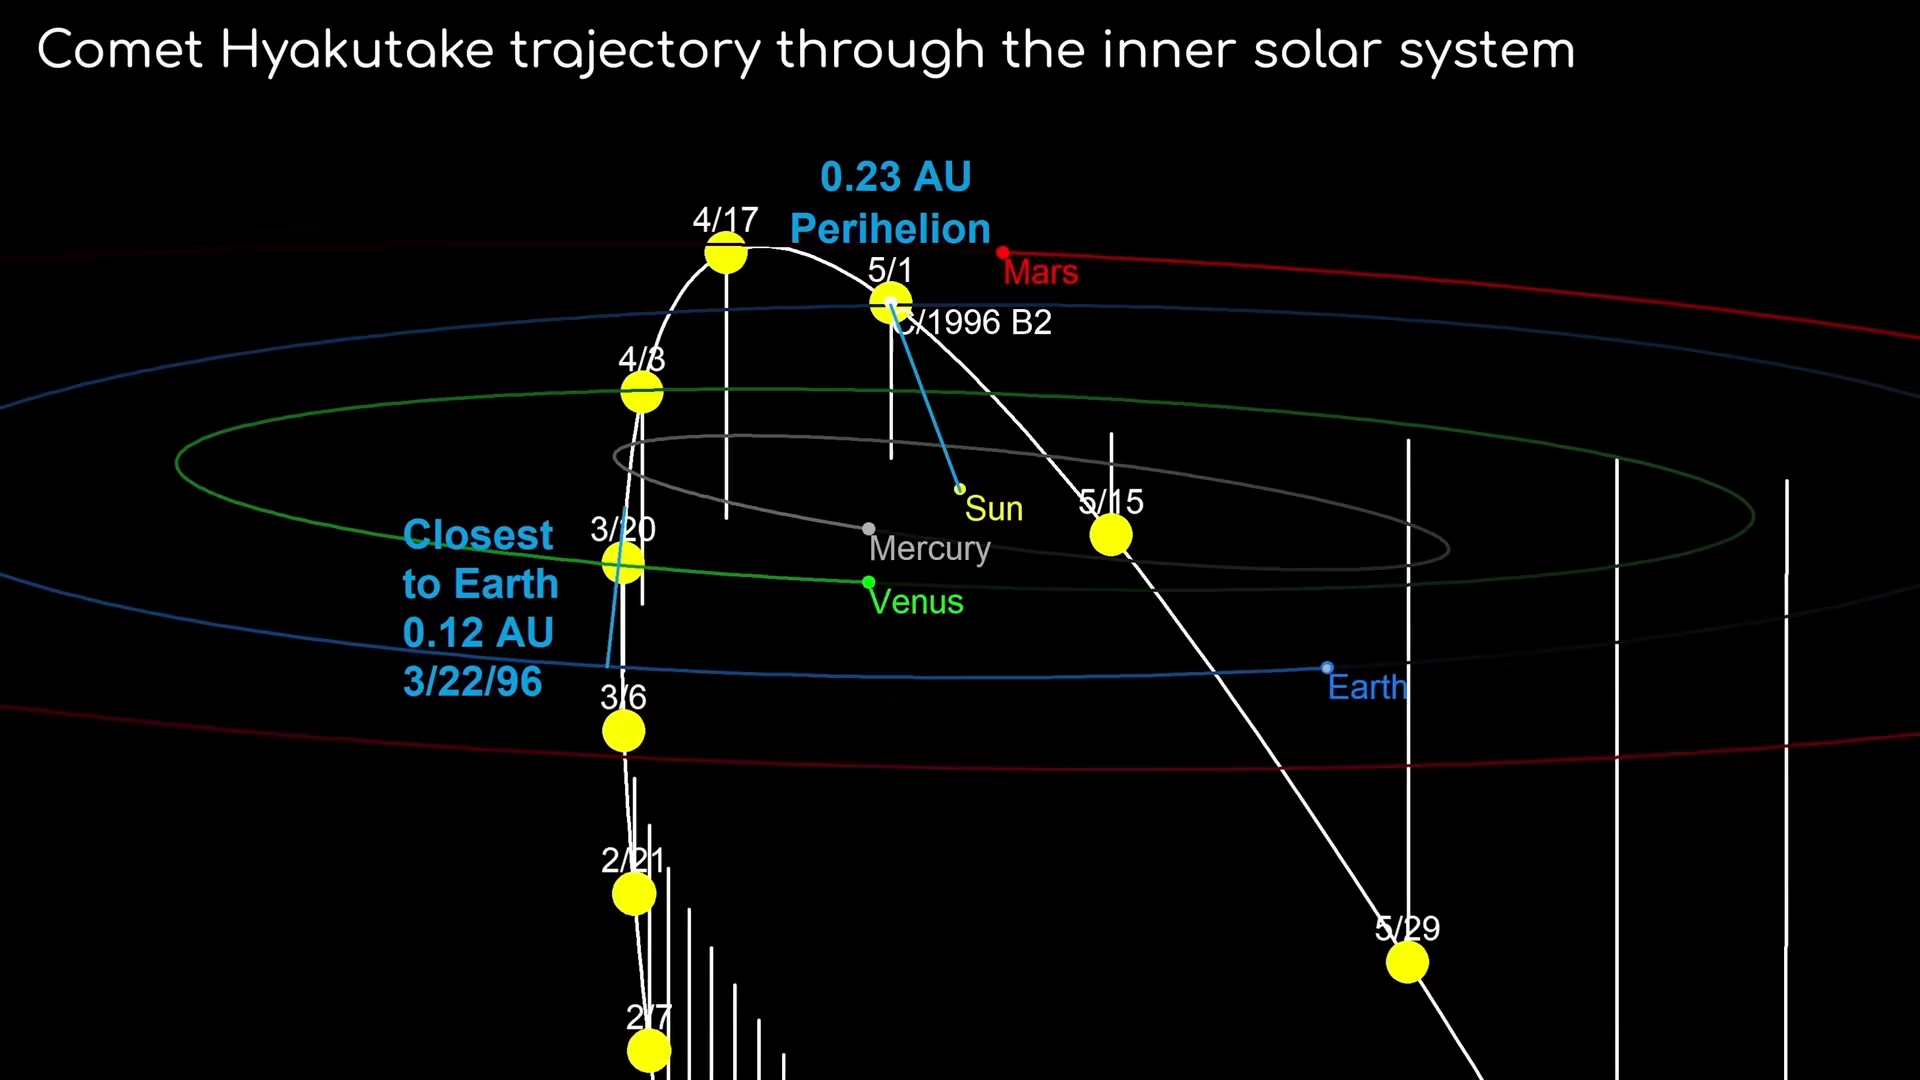 Comet Hyakutake trajectory through the inner solar system
0.23 AU
Perihelion
4/17
5/1
Mars
C/1996 B2
4/3
5/15
Sun
3/20
Mercury
Closest
to Earth
0.12 AU
3/22/96
Venus
3/6
Earth
2/21
5/29
2/7